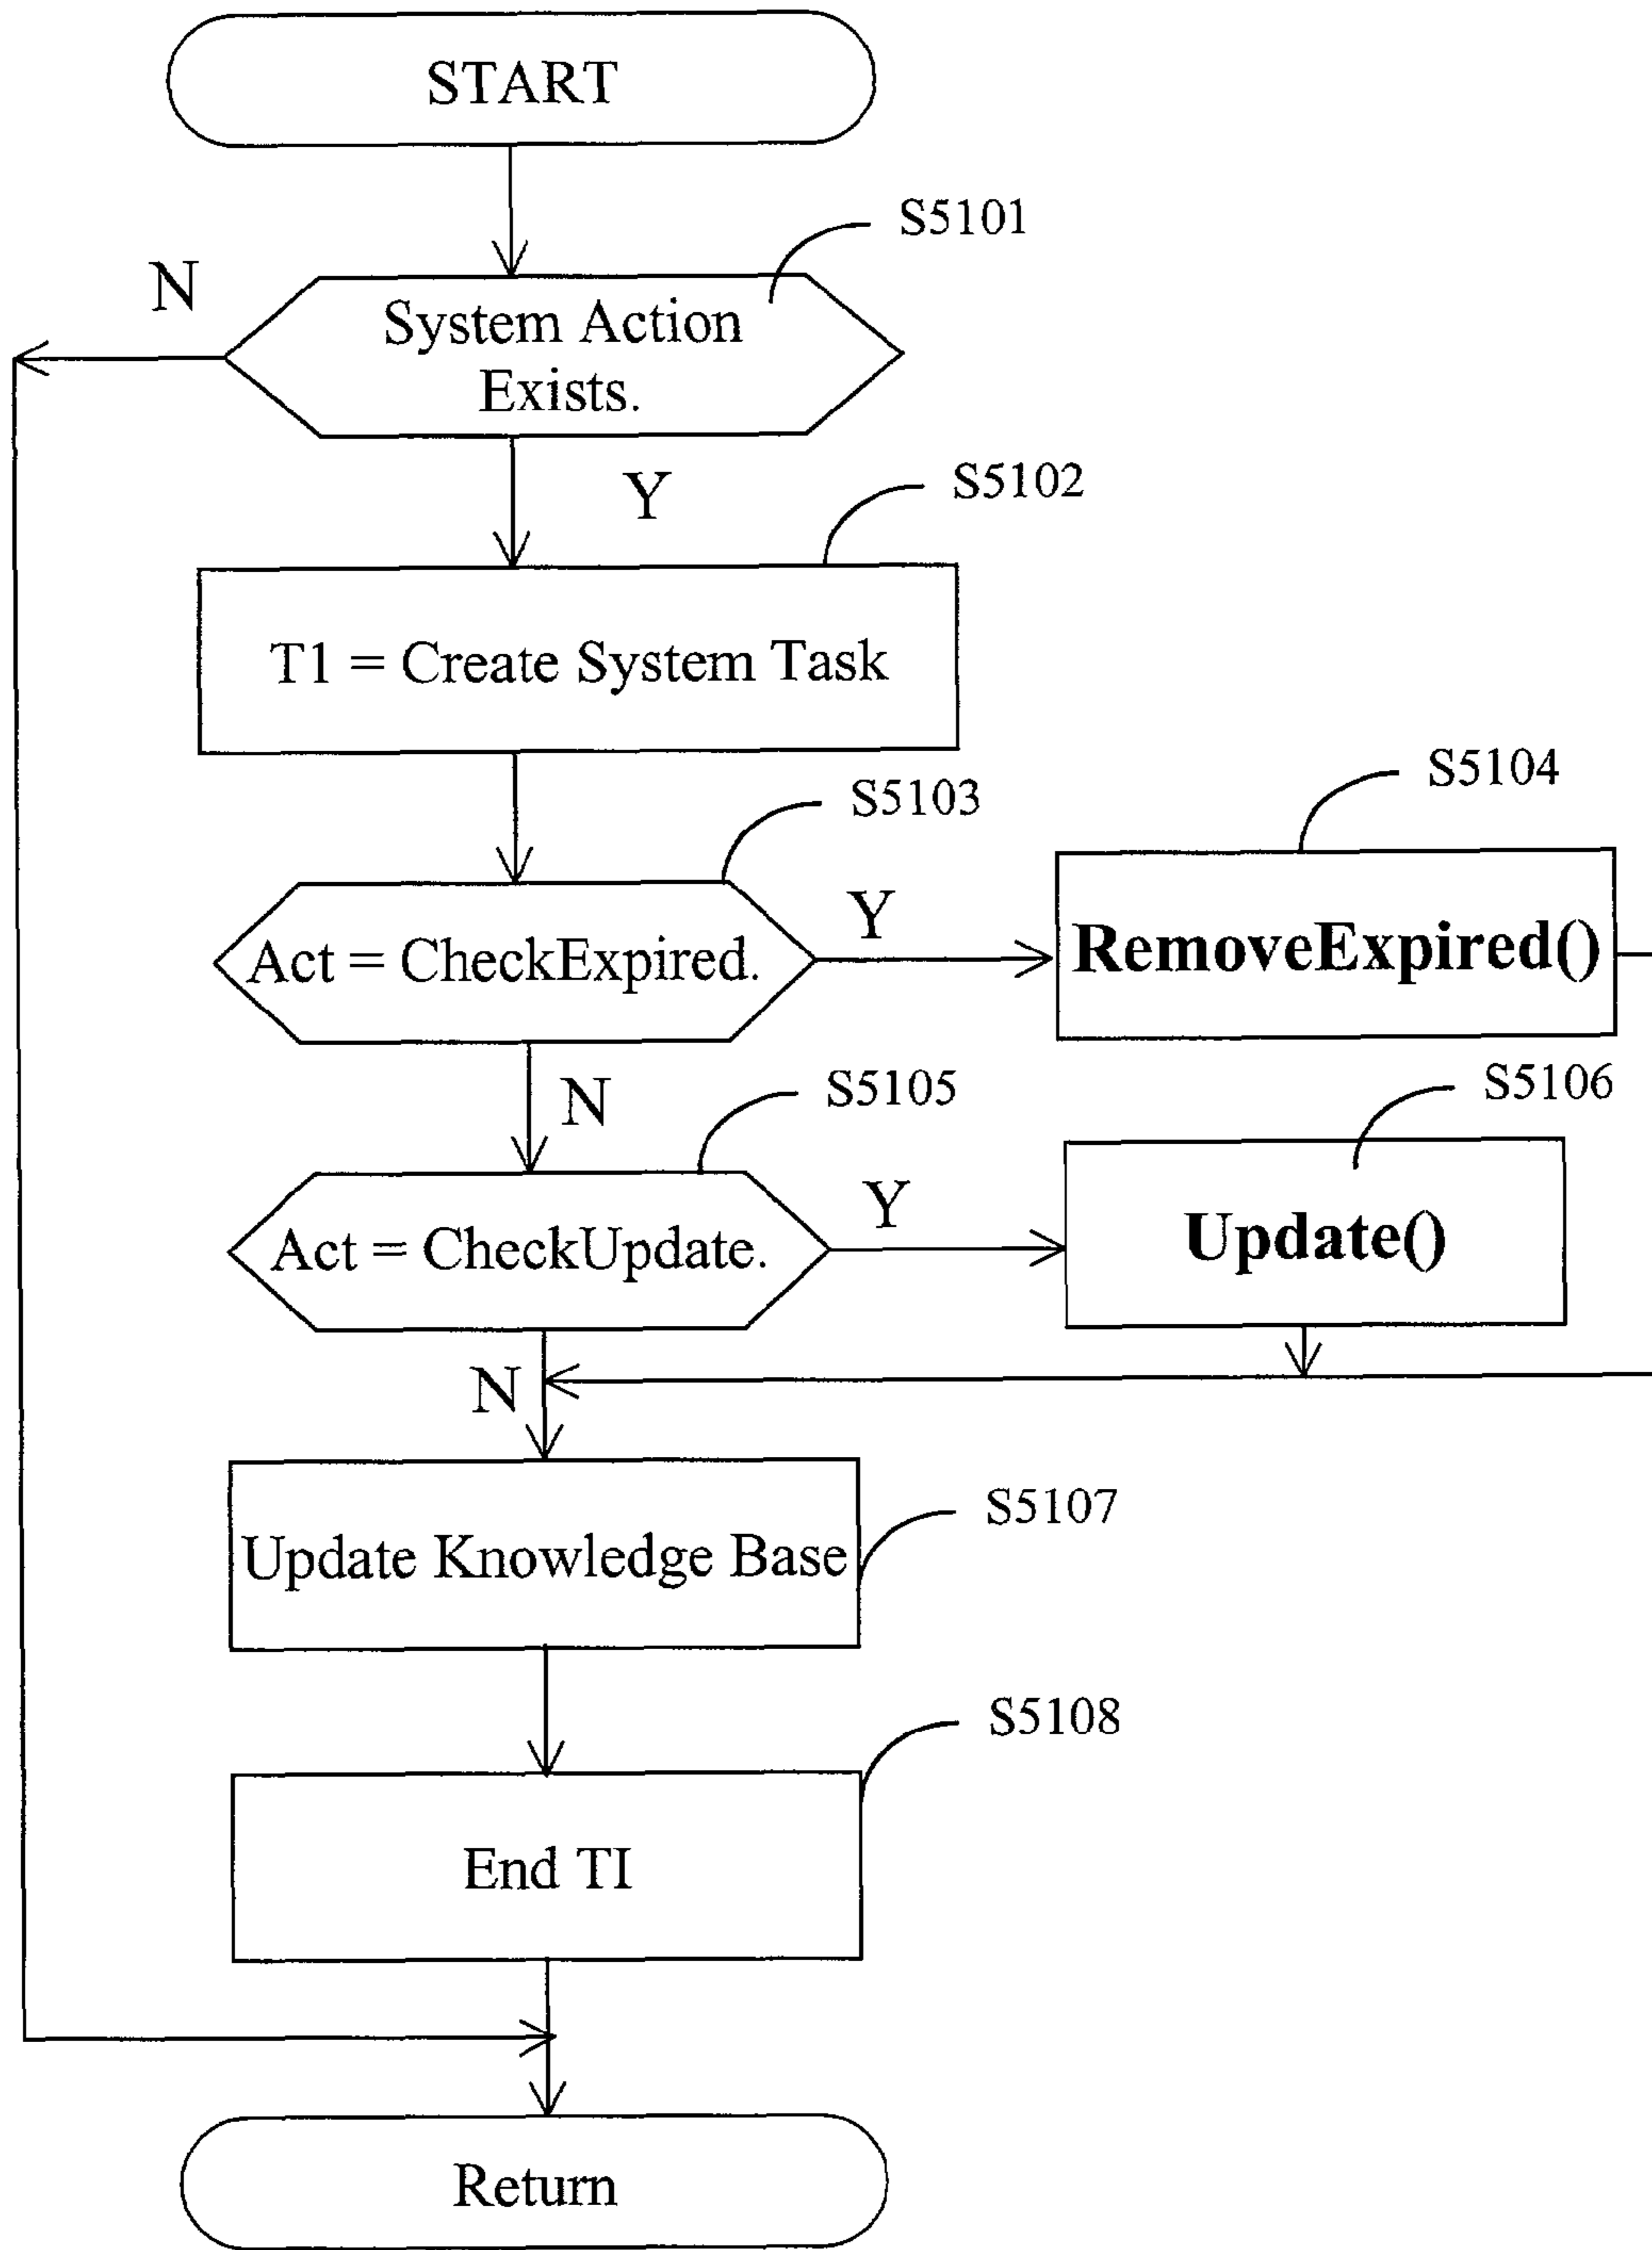 START
S5101
N
System Action
Exists.
Y
S5102
T1 = Create System Task
S5103
S5104
Act = CheckExpired.
Y
RemoveExpired()
N
S5105
S5106
Act = CheckUpdate.
Y
Update()
N
S5107
Update Knowledge Base
S5108
End TI
Return